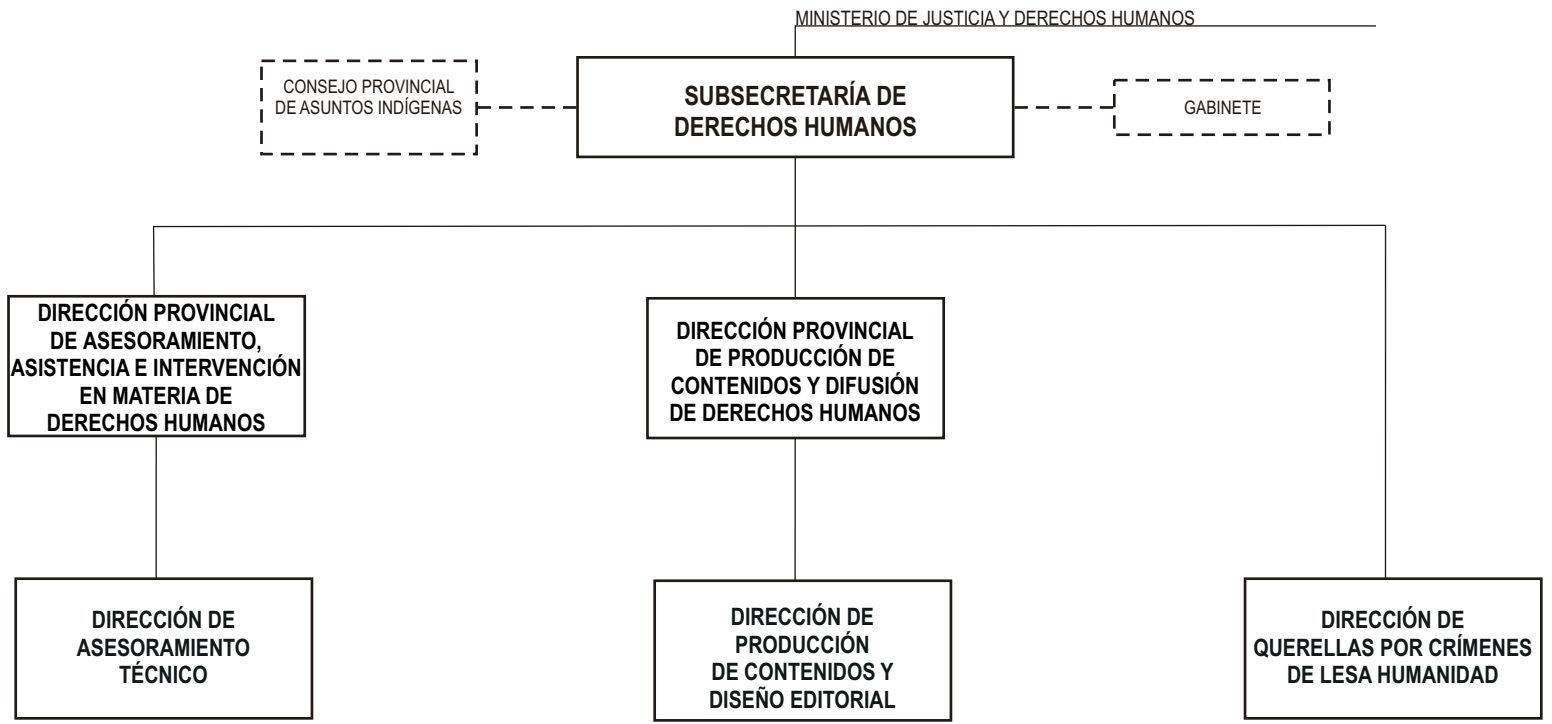 MINISTERIO DE JUSTICIA Y DERECHOS HUMANOS
CONSEJO PROVINCIAL
DE ASUNTOS INDÍGENAS
SUBSECRETARÍA DE
DERECHOS HUMANOS
GABINETE
DIRECCIÓN PROVINCIAL
DE ASESORAMIENTO,
ASISTENCIA E INTERVENCIÓN
EN MATERIA DE
DERECHOS HUMANOS
DIRECCIÓN PROVINCIAL
DE PRODUCCIÓN DE
CONTENIDOS Y DIFUSIÓN
DE DERECHOS HUMANOS
DIRECCIÓN DE
ASESORAMIENTO
TÉCNICO
DIRECCIÓN DE
PRODUCCIÓN
DE CONTENIDOS Y
DISEÑO EDITORIAL
DIRECCIÓN DE
QUERELLAS POR CRÍMENES
DE LESA HUMANIDAD